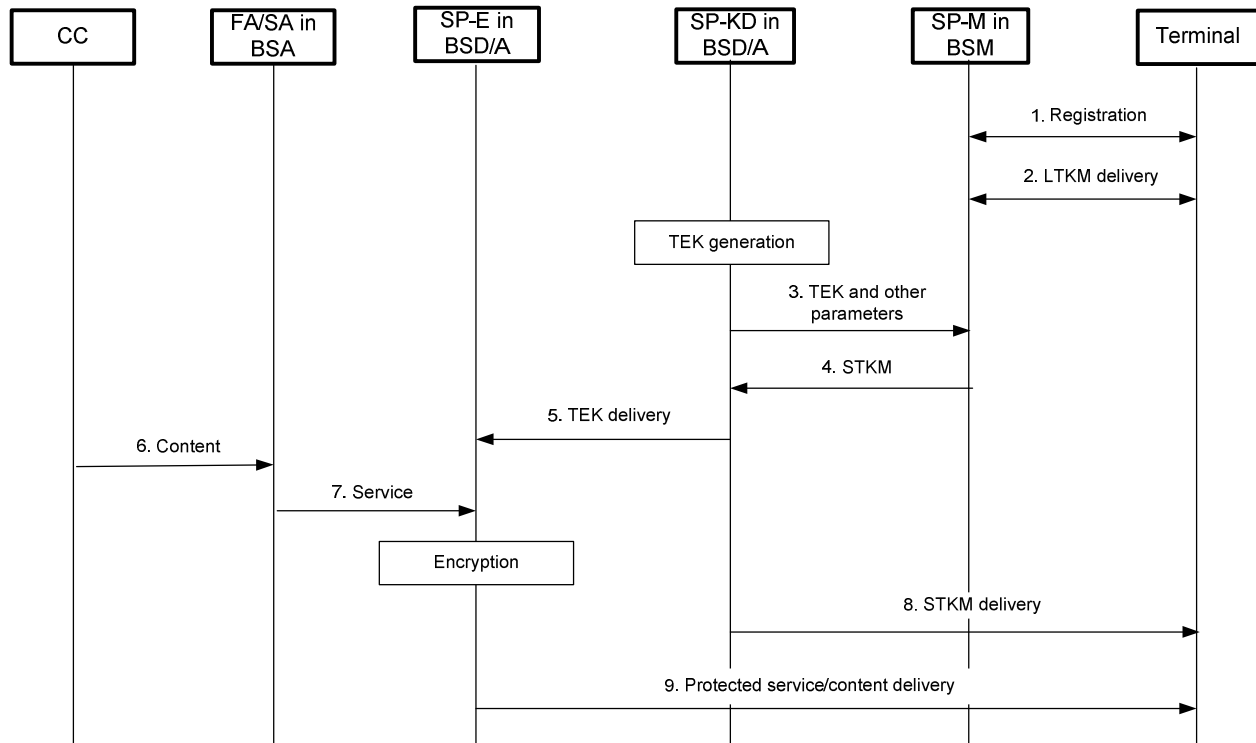 CC
FA/SA in
BSA
SP-E in
BSD/A
SP-KD in
BSD/A
SP-M in
BSM
Terminal
1. Registration
2. LTKM delivery
TEK generation
3. TEK and other
parameters
4. STKM
5. TEK delivery
6. Content
7. Service
Encryption
8. STKM delivery
9. Protected service/content delivery